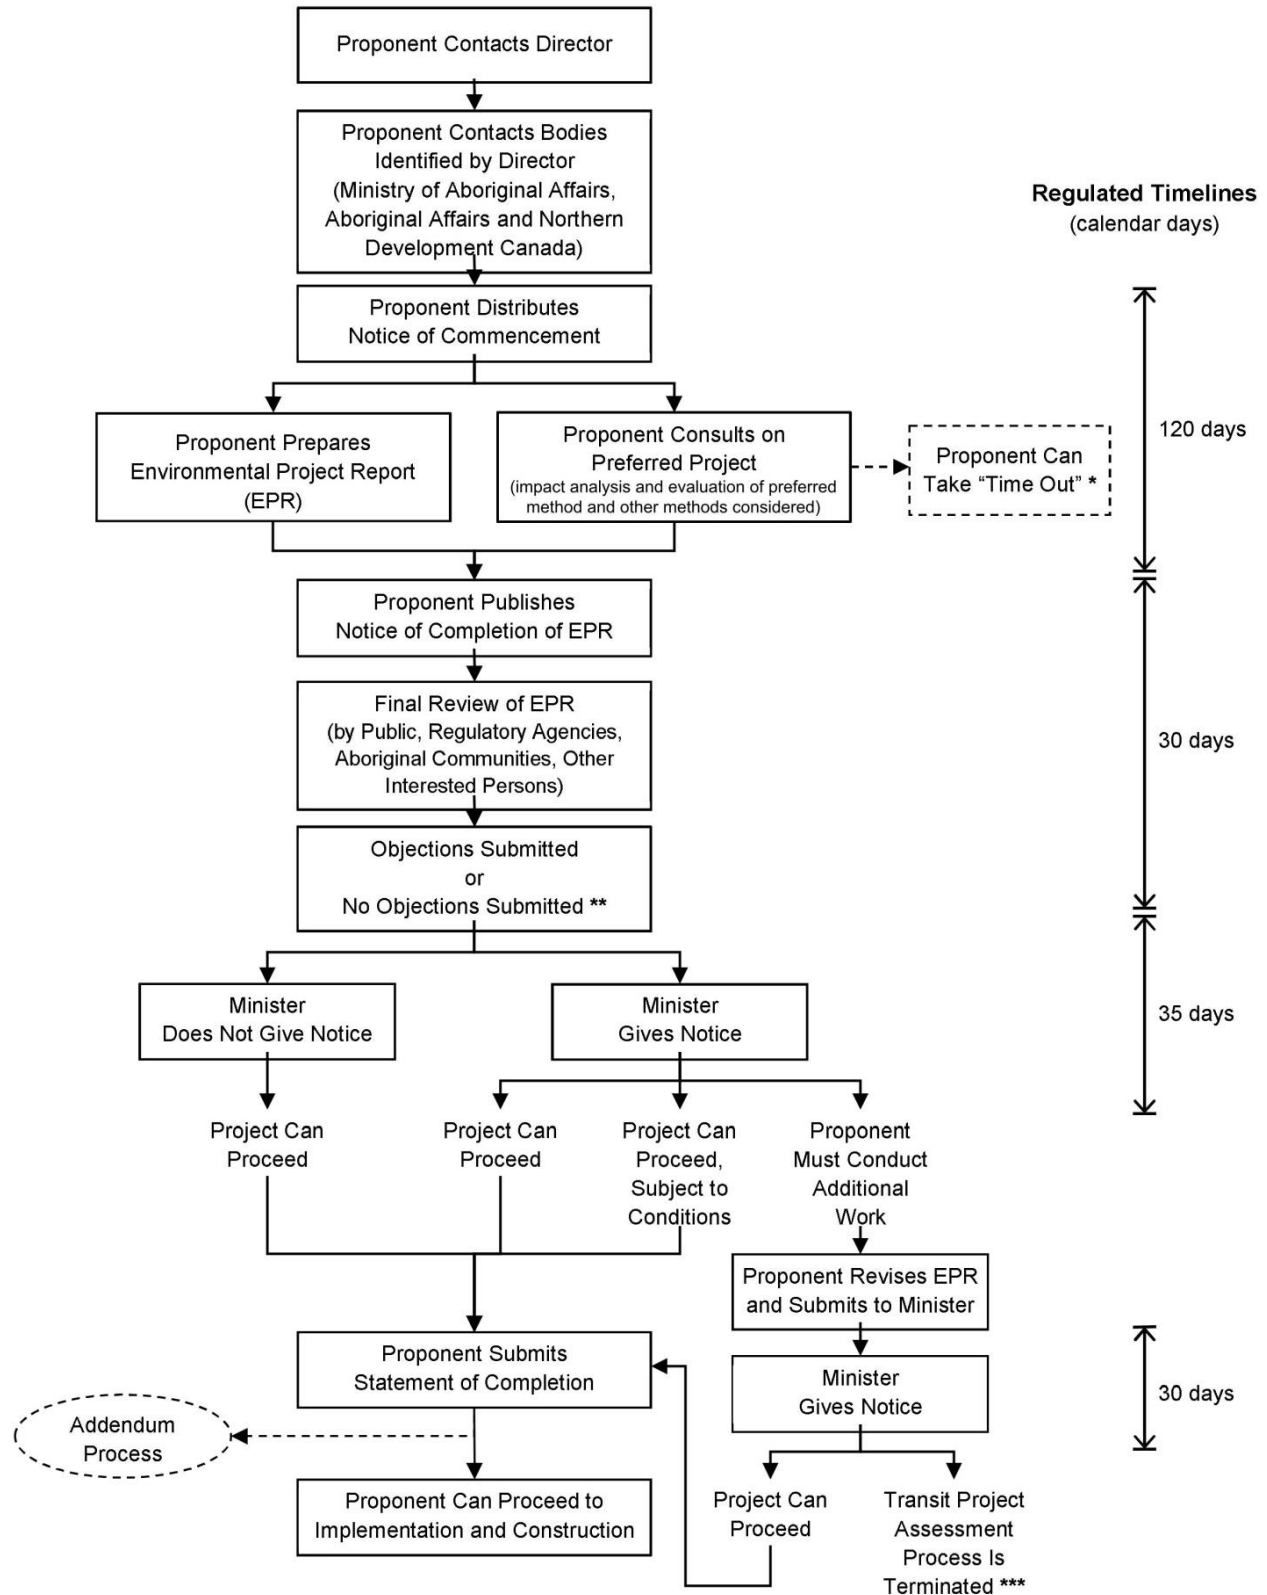 Proponent Contacts Director
Proponent Contacts Bodies
Identified by Director
(Ministry of Aboriginal Affairs,
Aboriginal Affairs and Northern
Development Canada)
Regulated Timelines
(calendar days)
Proponent Distributes
Notice of Commencement
Proponent Prepares
Environmental Project Report
(EPR)
Proponent Consults on
Preferred Project
(impact analysis and evaluation of preferred
method and other methods considered)
Proponent Can
Take “Time Out” *
120 days
Proponent Publishes
Notice of Completion of EPR
Final Review of EPR
(by Public, Regulatory Agencies,
Aboriginal Communities, Other
Interested Persons)
30 days
Objections Submitted
or
No Objections Submitted **
Minister
Does Not Give Notice
Minister
Gives Notice
35 days
Project Can
Proceed
Project Can
Proceed
Project Can
Proceed,
Subject to
Conditions
Proponent
Must Conduct
Additional
Work
Proponent Revises EPR
and Submits to Minister
Proponent Submits
Statement of Completion
Minister
Gives Notice
30 days
Addendum
Process
Proponent Can Proceed to
Implementation and Construction
Project Can
Proceed
Transit Project
Assessment
Process Is
Terminated ***